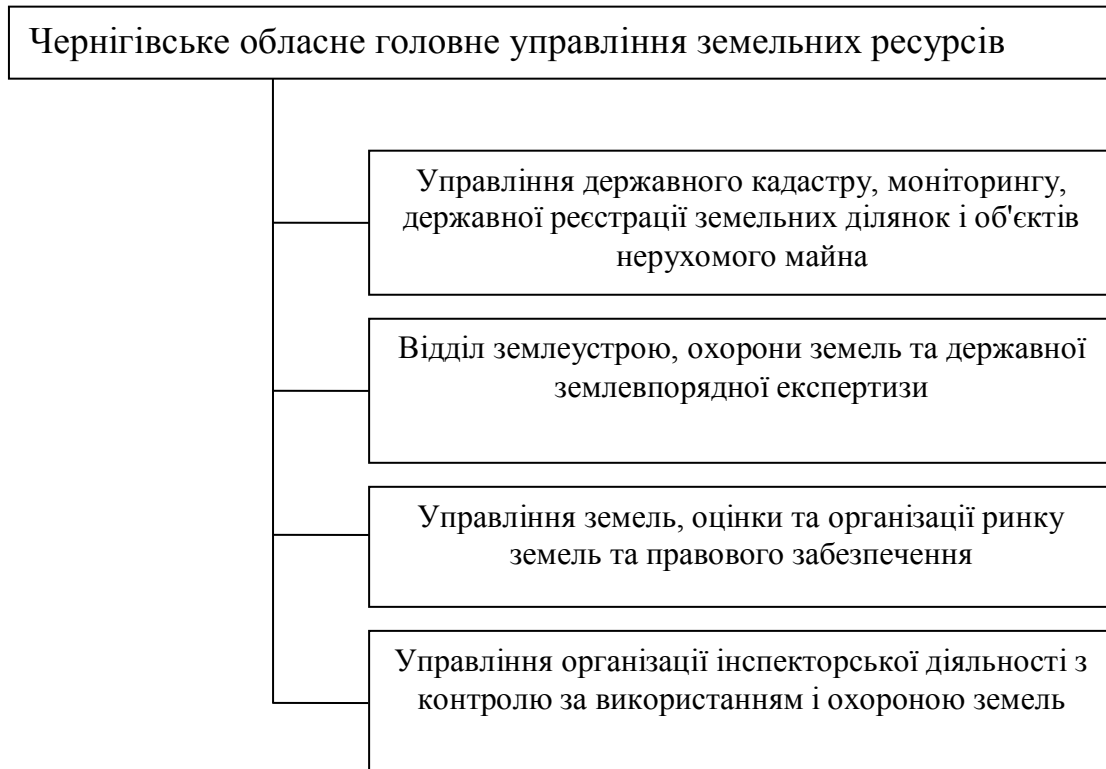 Чернігівське обласне головне управління земельних ресурсів
Управління державного кадастру, моніторингу,
державної реєстрації земельних ділянок і об'єктів
нерухомого майна
Відділ землеустрою, охорони земель та державної
землевпорядної експертизи
Управління земель, оцінки та організації ринку
земель та правового забезпечення
Управління організації інспекторської діяльності з
контролю за використанням і охороною земель